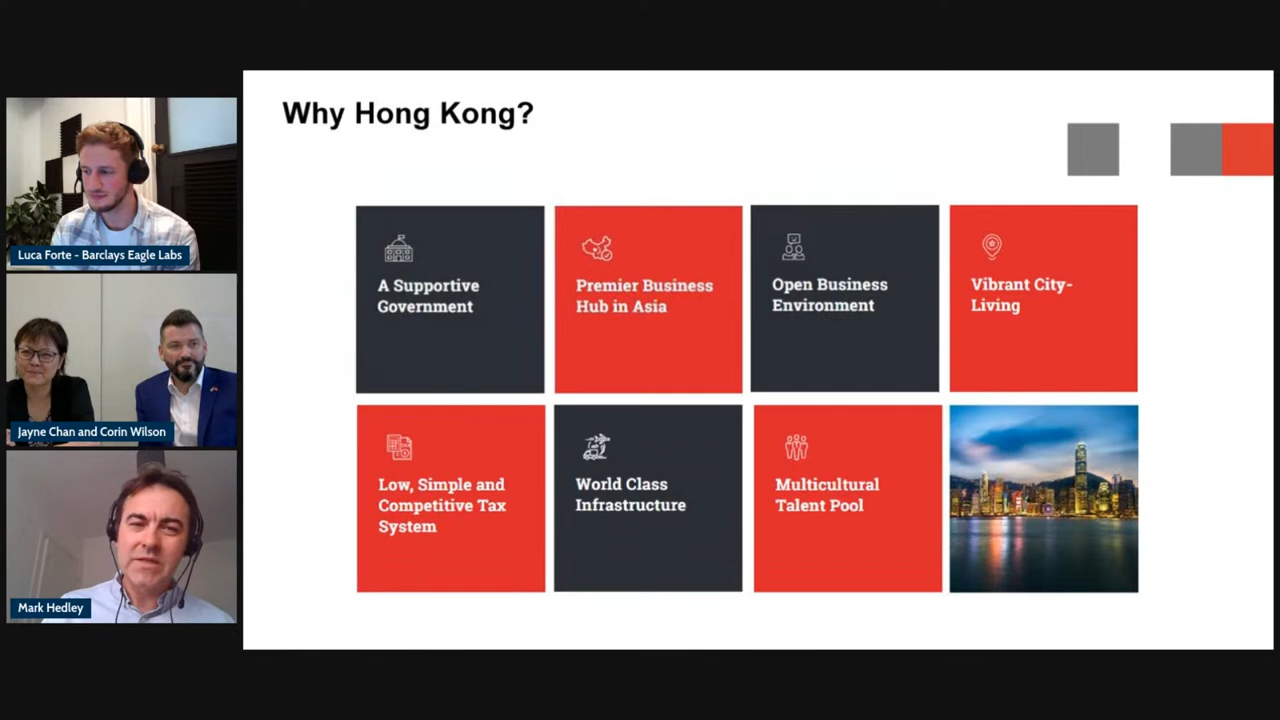 Why Hong Kong?
A Supportive
Government
Premier Business
Hub in Asia
Open Business
Environment
Vibrant City-
Living
Low, Simple and
Competitive Tax
System
World Class
Infrastructure
Multicultural
Talent Pool
Luca Forte - Barclays Eagle Labs
Jayne Chan and Corin Wilson
Mark Hedley